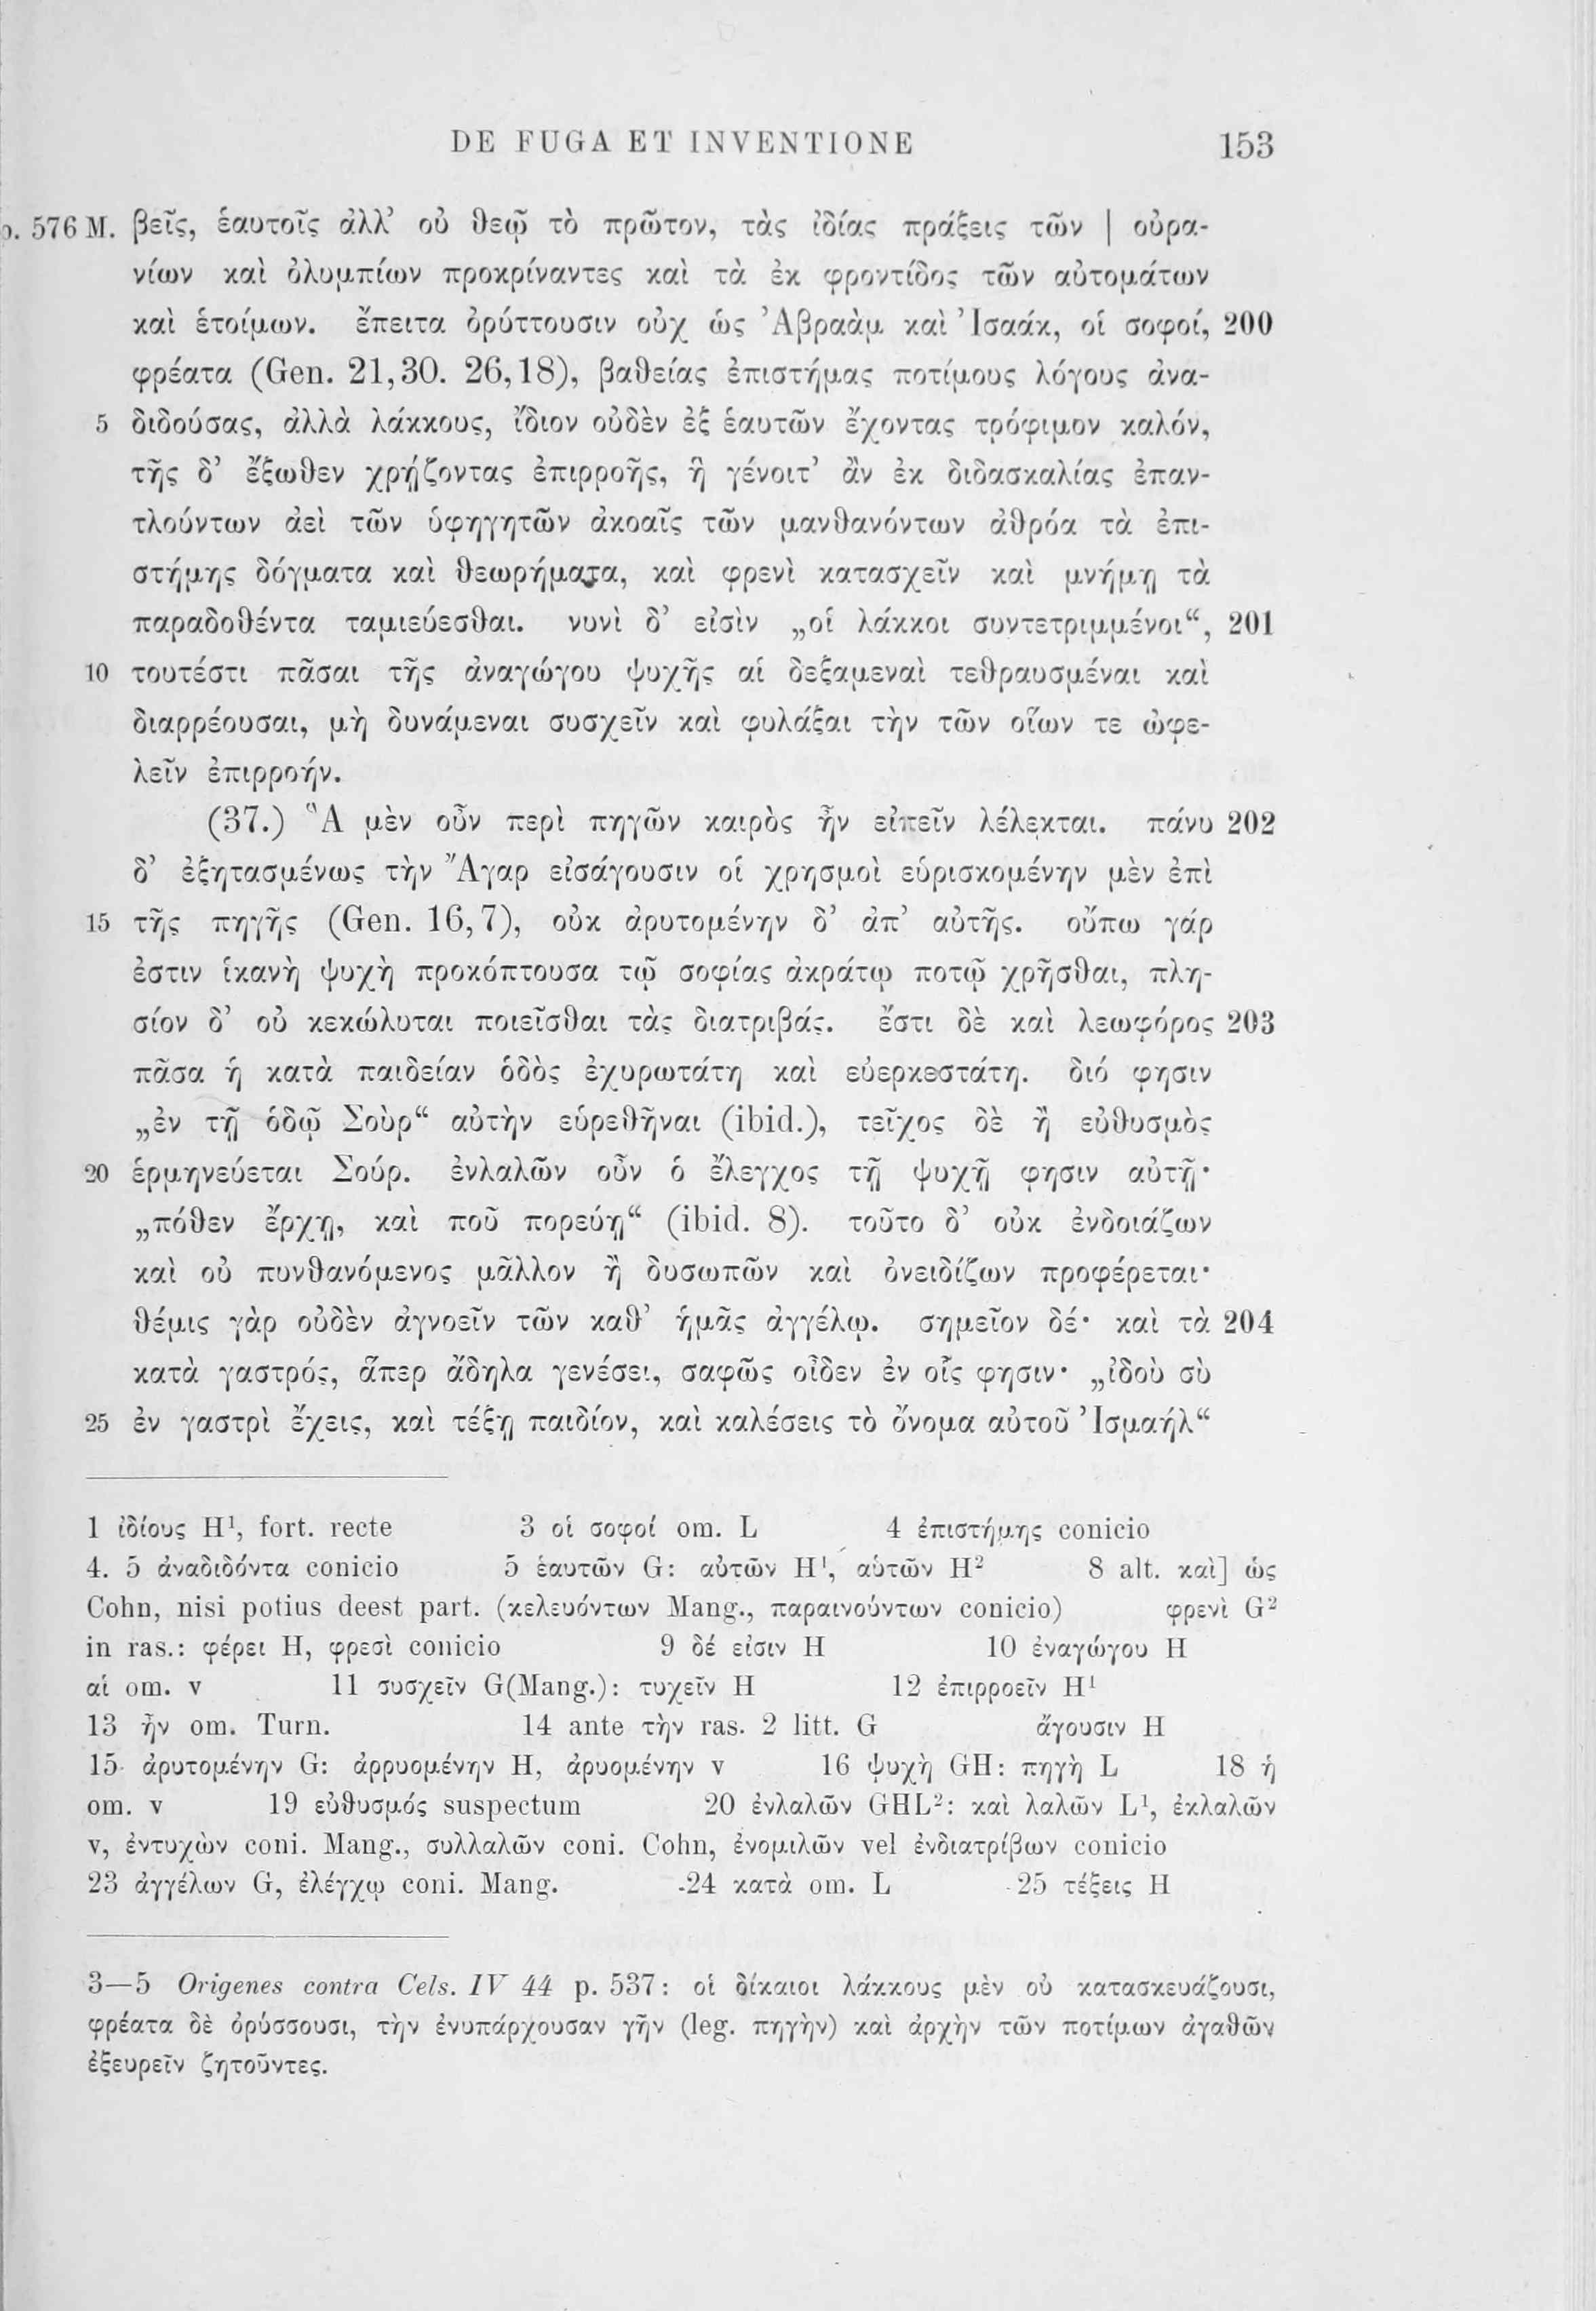 DE FUGA ET INVENTIONE 153
p. 576 M. βεῖς, ἑαυτοῖς ἀλλ’ οὐ θεῷ τὸ πρῶτον, τὰς ἰδίας πράξεις τῶν | οὐρα-
νίων καὶ ὀλυμπίων προκρίναντες καὶ τὰ ἐκ φροντίδος τῶν αὐτομάτων
καὶ ἑτοίμων. ἔπειτα ὀρύττουσιν οὐχ ὡς Ἀβραὰμ καὶ Ἰσαάκ, οἱ σοφοί, 200
φρέατα (Gen. 21,30. 26,18), βαθείας ἐπιστήμας ποτίμους λόγους ἀνα-
5 διδούσας, ἀλλὰ λάκκους, ἴδιον οὐδὲν ἐξ ἑαυτῶν ἔχοντας τρόφιμον καλόν,
τῆς δ’ ἔξωθεν χρῄζοντας ἐπιρροῆς, ἣ γένοιτ’ ἂν ἐκ διδασκαλίας ἐπαν-
τλούντων ἀεὶ τῶν ὑφηγητῶν ἀκοαῖς τῶν μανθανόντων ἀθρόα τὰ ἐπι-
στήμης δόγματα καὶ θεωρήματα, καὶ φρενὶ κατασχεῖν καὶ μνήμῃ τὰ
παραδοθέντα ταμιεύεσθαι. νυνὶ δ’ εἰσὶν „οἱ λάκκοι συντετριμμένοι“, 201
10 τουτέστι πᾶσαι τῆς ἀναγώγου ψυχῆς αἱ δεξαμεναὶ τεθραυσμέναι καὶ
διαρρέουσαι, μὴ δυνάμεναι συσχεῖν καὶ φυλάξαι τὴν τῶν οἵων τε ὠφε-
λεῖν ἐπιρροήν.
(37.) Ἃ μὲν οὖν περὶ πηγῶν καιρὸς ἦν εἰπεῖν λέλεκται. πάνυ 202
δ’ ἐξητασμένως τὴν Ἄγαρ εἰσάγουσιν οἱ χρησμοὶ εὑρισκομένην μὲν ἐπὶ
15 τῆς πηγῆς (Gen. 16,7), οὐκ ἀρυτομένην δ’ ἀπ’ αὐτῆς. οὔπω γάρ
ἐστιν ἱκανὴ ψυχὴ προκόπτουσα τῷ σοφίας ἀκράτῳ ποτῷ χρῆσθαι, πλη-
σίον δ’ οὐ κεκώλυται ποιεῖσθαι τὰς διατριβάς. ἔστι δὲ καὶ λεωφόρος 203
πᾶσα ἡ κατὰ παιδείαν ὁδὸς ἐχυρωτάτη καὶ εὐερκεστάτη. διό φησιν
„ἐν τῇ ὁδῷ Σοὺρ“ αὐτὴν εὑρεθῆναι (ibid.), τεῖχος δὲ ἢ εὐθυσμὸς
20 ἑρμηνεύεται Σούρ. ἐνλαλῶν οὖν ὁ ἔλεγχος τῇ ψυχῇ φησιν αὐτῇ·
„πόθεν ἔρχῃ, καὶ ποῦ πορεύῃ“ (ibid. 8). τοῦτο δ’ οὐκ ἐνδοιάζων
καὶ οὐ πυνθανόμενος μᾶλλον ἢ δυσωπῶν καὶ ὀνειδίζων προφέρεται·
θέμις γὰρ οὐδὲν ἀγνοεῖν τῶν καθ’ ἡμᾶς ἀγγέλῳ. σημεῖον δέ· καὶ τὰ 204
κατὰ γαστρός, ἅπερ ἄδηλα γενέσει, σαφῶς οἶδεν ἐν οἷς φησιν· „ἰδοὺ σὺ
25 ἐν γαστρὶ ἔχεις, καὶ τέξῃ παιδίον, καὶ καλέσεις τὸ ὄνομα αὐτοῦ Ἰσμαήλ“
1 ἰδίους H¹, fort. recte 3 οἱ σοφοί om. L 4 ἐπιστήμης conicio
4. 5 ἀναδιδόντα conicio 5 ἑαυτῶν G: αὐτῶν H¹, αὑτῶν H² 8 alt. καὶ] ὡς
Cohn, nisi potius deest part. (κελευόντων Mang., παραινούντων conicio) φρενὶ G²
in ras.: φέρει H, φρεσὶ conicio 9 δέ εἰσιν H 10 ἐναγώγου H
αἱ om. v 11 συσχεῖν G(Mang.): τυχεῖν H 12 ἐπιρροεῖν H¹
13 ἦν om. Turn. 14 ante τὴν ras. 2 litt. G ἄγουσιν H
15 ἀρυτομένην G: ἀρρυομένην H, ἀρυομένην v 16 ψυχὴ GH: πηγὴ L 18 ἡ
om. v 19 εὐθυσμός suspectum 20 ἐνλαλῶν GHL²: καὶ λαλῶν L¹, ἐκλαλῶν
v, ἐντυχὼν coni. Mang., συλλαλῶν coni. Cohn, ἐνομιλῶν vel ἐνδιατρίβων conicio
23 ἀγγέλων G, ἐλέγχῳ coni. Mang. 24 κατὰ om. L 25 τέξεις H
3—5 Origenes contra Cels. IV 44 p. 537: οἱ δίκαιοι λάκκους μὲν οὐ κατασκευάζουσι,
φρέατα δὲ ὀρύσσουσι, τὴν ἐνυπάρχουσαν γῆν (leg. πηγὴν) καὶ ἀρχὴν τῶν ποτίμων ἀγαθῶν
ἐξευρεῖν ζητοῦντες.